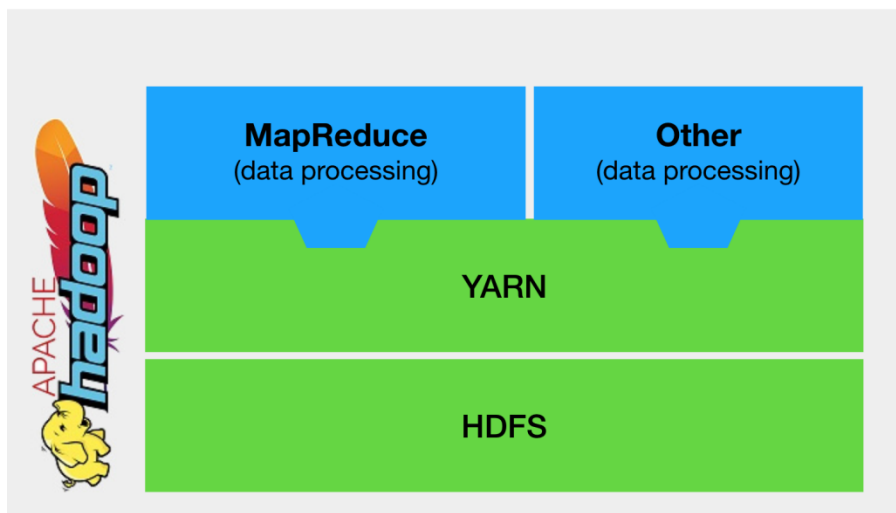 APACHE
hadoop
MapReduce
(data processing)
Other
(data processing)
YARN
HDFS